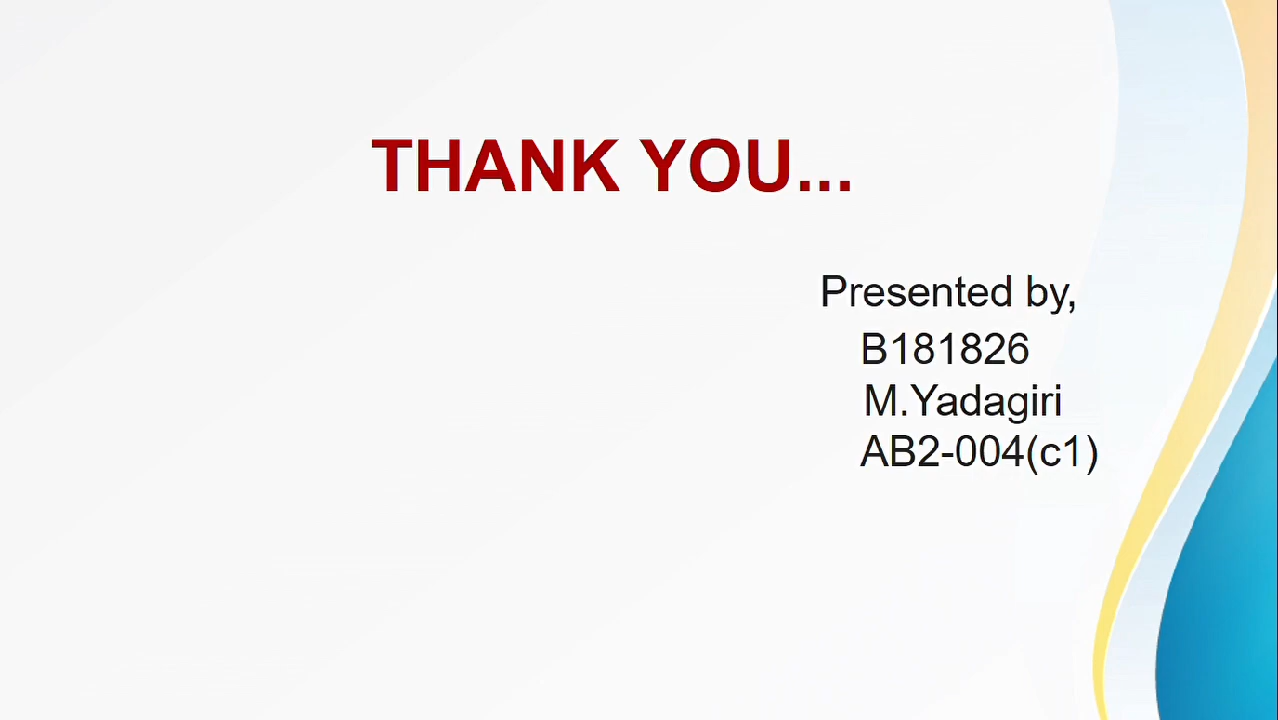 THANK YOU...
Presented by,
B181826
M.Yadagiri
AB2-004(c1)